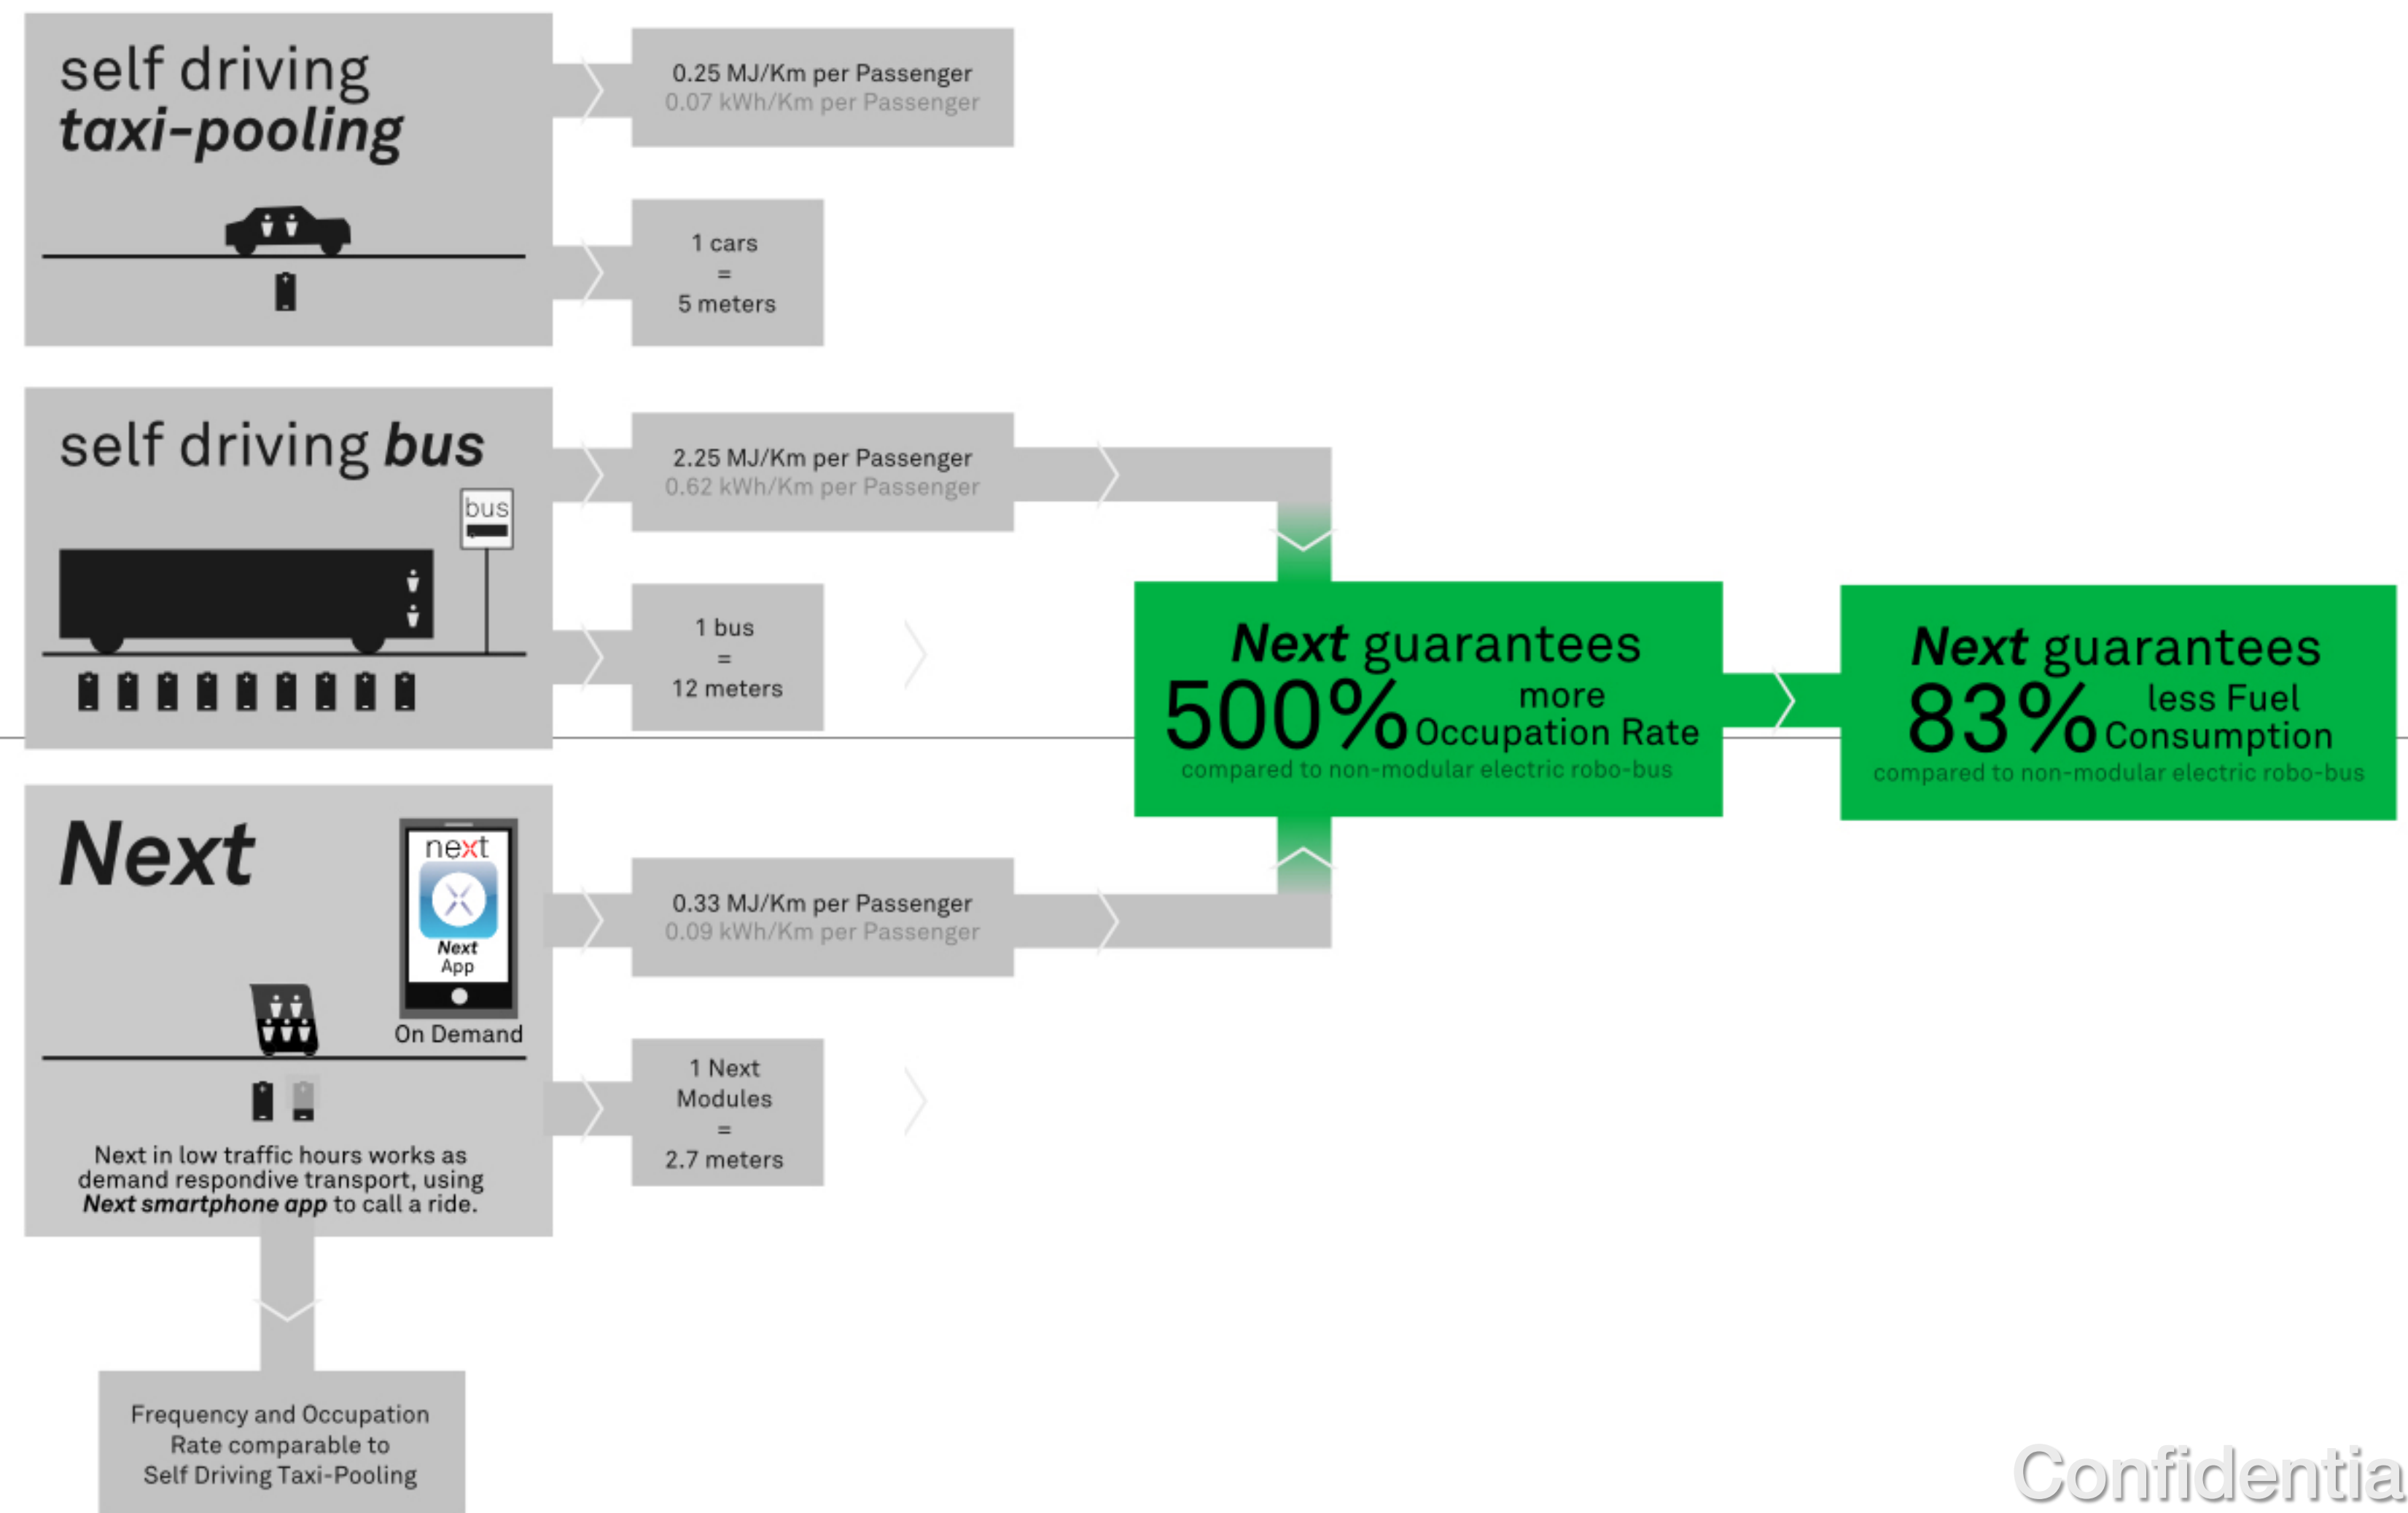 self driving
taxi-pooling
0.25 MJ/Km per Passenger
0.07 kWh/Km per Passenger
1 cars
=
5 meters
self driving bus
bus
2.25 MJ/Km per Passenger
0.62 kWh/Km per Passenger
1 bus
=
12 meters
Next guarantees
500% more
Occupation Rate
compared to non-modular electric robo-bus
Next guarantees
83% less Fuel
Consumption
compared to non-modular electric robo-bus
Next
next
Next
App
On Demand
0.33 MJ/Km per Passenger
0.09 kWh/Km per Passenger
1 Next
Modules
=
2.7 meters
Next in low traffic hours works as
demand respondive transport, using
Next smartphone app to call a ride.
Frequency and Occupation
Rate comparable to
Self Driving Taxi-Pooling
Confidentia